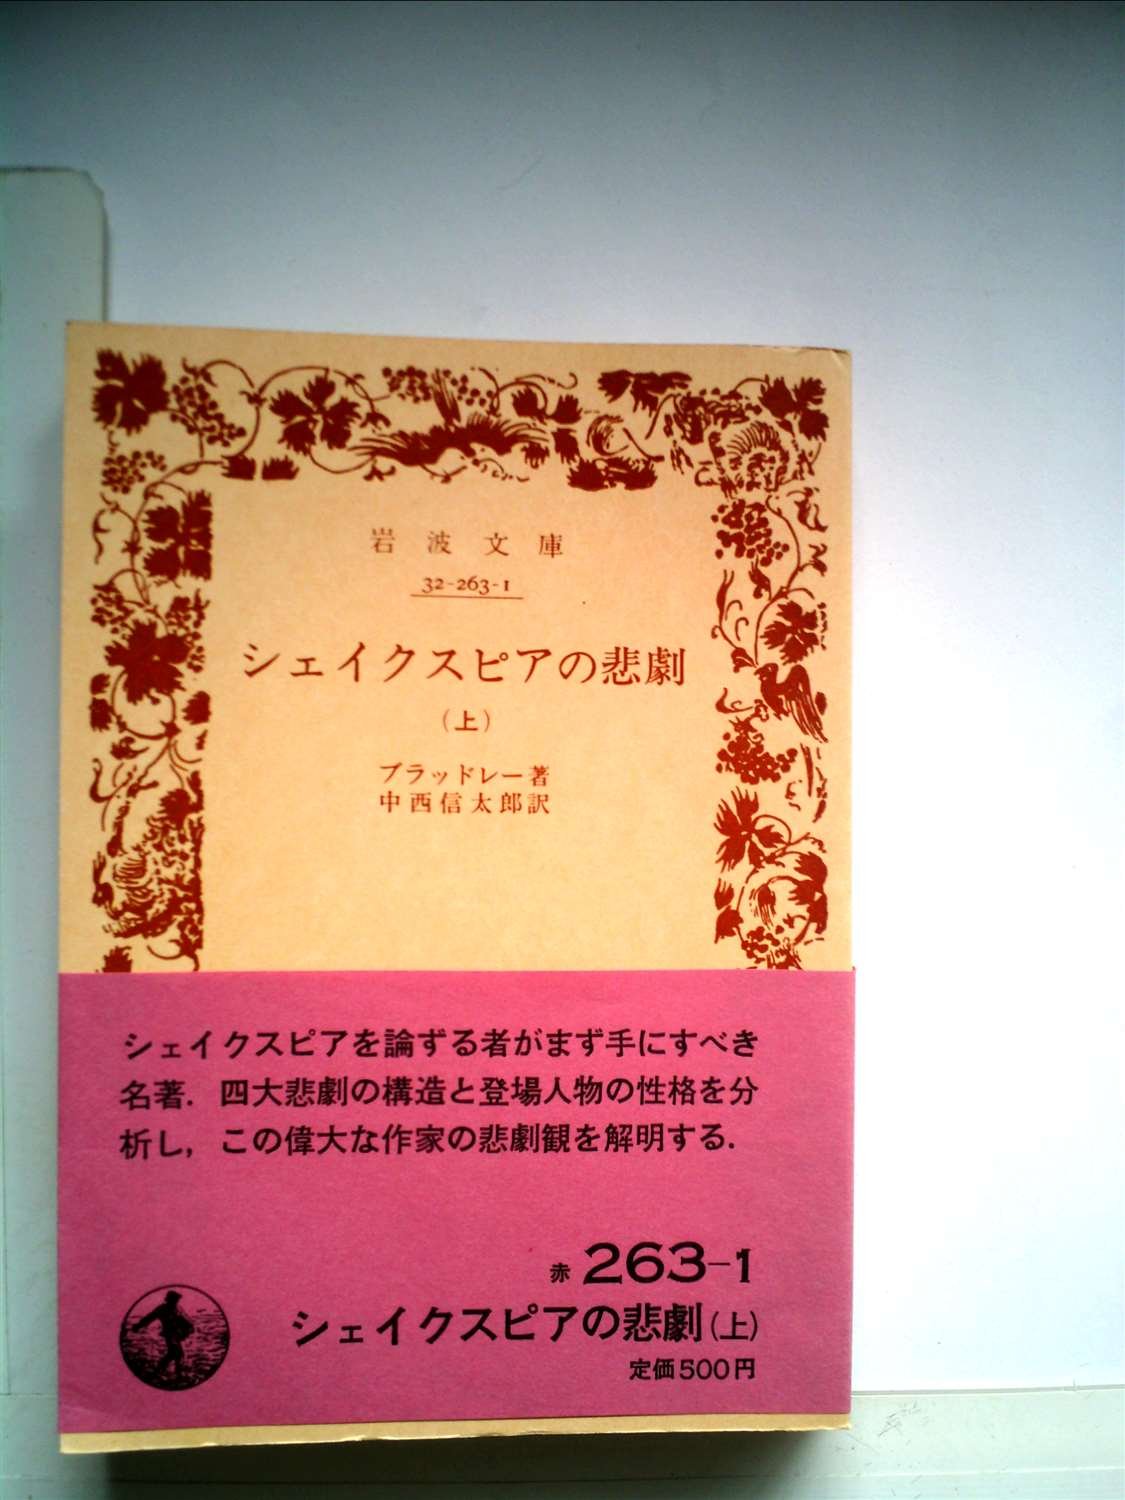 岩波文庫
32-263-1
シェイクスピアの悲劇
(上)
ブラッドレー著
中西信太郎訳
シェイクスピアを論ずる者がまず手にすべき
名著. 四大悲劇の構造と登場人物の性格を分
析し, この偉大な作家の悲劇観を解明する.
赤 263-1
シェイクスピアの悲劇(上)
定価500円